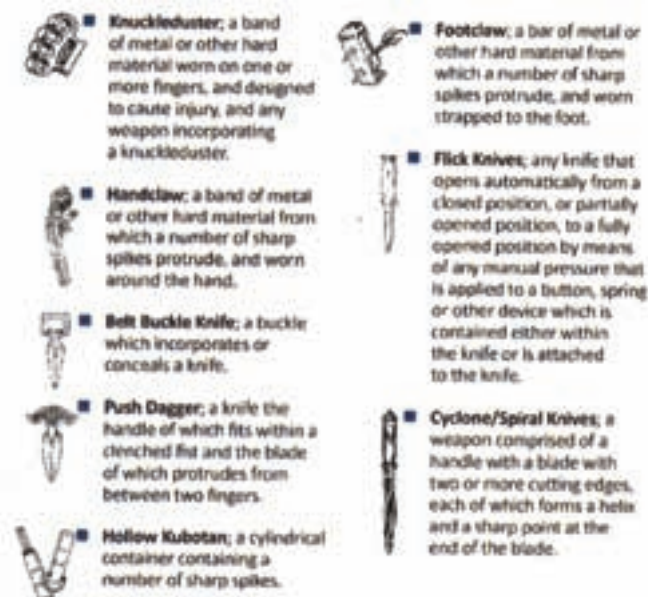 Knuckleduster; a band
of metal or other hard
material worn on one or
more fingers, and designed
to caute injury, and any
weapon incorporating
a knuckleduster.
Handclaw; a band of metal
or other hard material from
which a number of sharp
spikes protrude, and worn
around the hand.
Belt Buckle Knife; a buckle
which incorporates or
conceals a knife.
Push Dagger; a knife the
handle of which fits within a
clenched fist and the blade
of which protrudes from
between two fingers.
Hollow Kubotan; a cylindrical
container containing a
number of sharp spikes.
Footclaw; a bar of metal or
other hard material from
which a number of sharp
spikes protrude, and worn
strapped to the foot.
Flick Knives; any knife that
opens automatically from a
closed position, or partially
opened position, to a fully
opened position by means
of any manual pressure that
is applied to a button, spring
or other device which is
contained either within
the knife or is attached
to the knife.
Cyclone/Spiral Knives; a
weapon comprised of a
handle with a blade with
two or more cutting edges,
each of which forms a helix
and a sharp point at the
end of the blade.